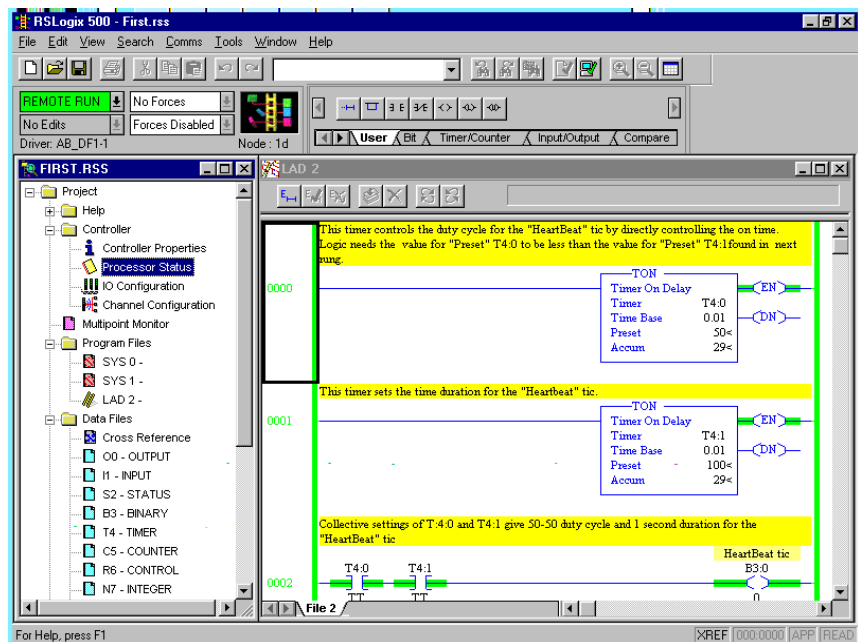 RSLogix 500 - First.rss
File Edit View Search Comms Tools Window Help
REMOTE RUN No Forces
No Edits Forces Disabled
Driver: AB_DF1-1 Node : 1d
User Bit Timer/Counter Input/Output Compare
FIRST.RSS
Project
Help
Controller
Controller Properties
Processor Status
IO Configuration
Channel Configuration
Multipoint Monitor
Program Files
SYS 0 -
SYS 1 -
LAD 2 -
Data Files
Cross Reference
O0 - OUTPUT
I1 - INPUT
S2 - STATUS
B3 - BINARY
T4 - TIMER
C5 - COUNTER
R6 - CONTROL
N7 - INTEGER
LAD 2
This timer controls the duty cycle for the "HeartBeat" tic by directly controlling the on time.
Logic needs the value for "Preset" T4:0 to be less than the value for "Preset" T4:1found in next
rung.
0000
TON
Timer On Delay EN
Timer T4:0
Time Base 0.01 DN
Preset 50<
Accum 29<
This timer sets the time duration for the "Heartbeat" tic.
0001
TON
Timer On Delay EN
Timer T4:1
Time Base 0.01 DN
Preset 100<
Accum 29<
Collective settings of T:4:0 and T4:1 give 50-50 duty cycle and 1 second duration for the
"HeartBeat" tic
HeartBeat tic
T4:0 T4:1 B3:0
0002
TT TT 0
File 2
For Help, press F1 XREF 000:0000 APP READ